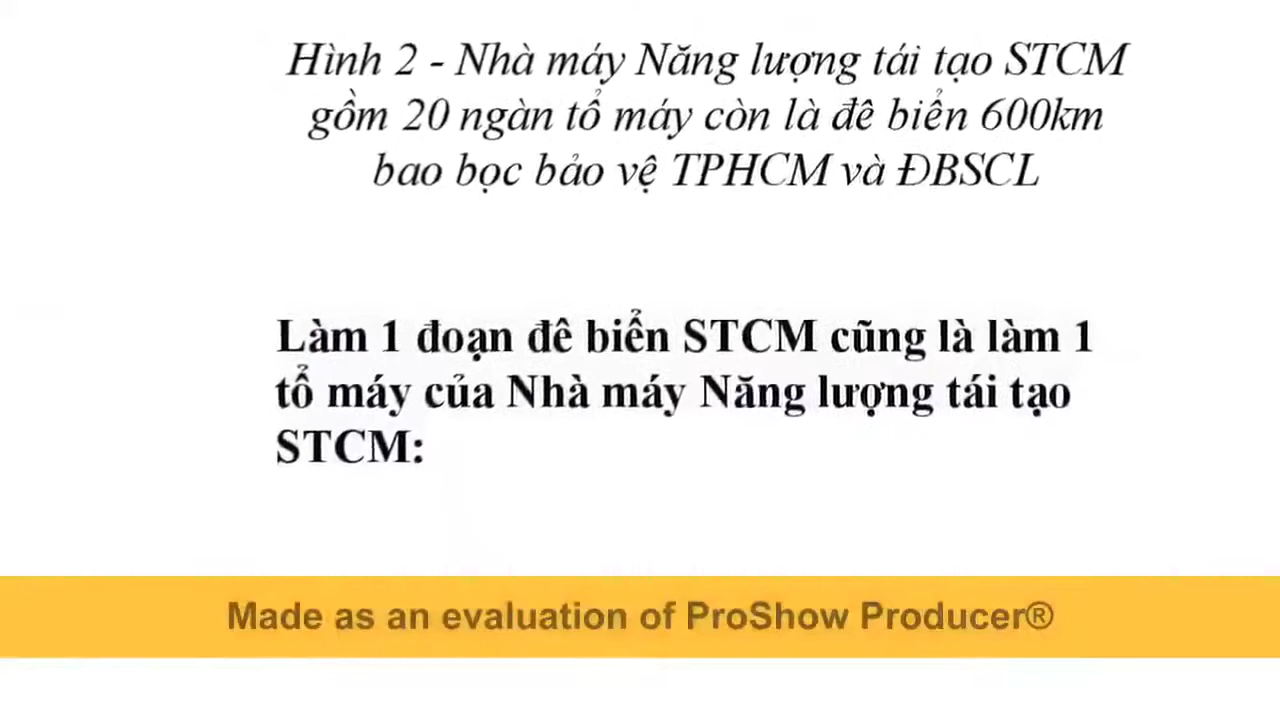 Hình 2 - Nhà máy Năng lượng tái tạo STCM
gồm 20 ngàn tổ máy còn là đê biển 600km
bao bọc bảo vệ TPHCM và ĐBSCL
Làm 1 đoạn đê biển STCM cũng là làm 1
tổ máy của Nhà máy Năng lượng tái tạo
STCM:
Made as an evaluation of ProShow Producer®